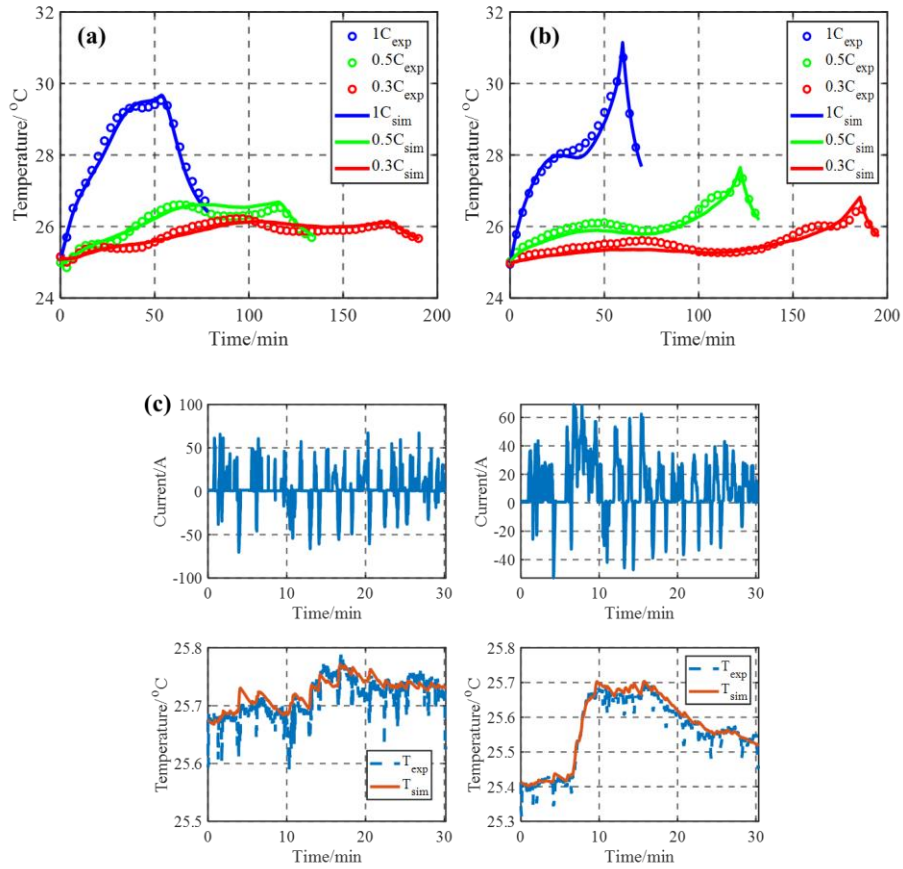 (a)
32
30
28
26
24
0
50
100
150
200
Temperature/ °C
Time/min
1C_exp
0.5C_exp
0.3C_exp
1C_sim
0.5C_sim
0.3C_sim
(b)
32
30
28
26
24
0
50
100
150
200
Temperature/ °C
Time/min
1C_exp
0.5C_exp
0.3C_exp
1C_sim
0.5C_sim
0.3C_sim
(c)
100
50
0
-50
-100
0
10
20
30
Current/A
Time/min
60
40
20
0
-20
-40
0
10
20
30
Current/A
Time/min
25.8
25.7
25.6
25.5
0
10
20
30
Temperature/°C
Time/min
T_exp
T_sim
25.8
25.7
25.6
25.5
25.4
25.3
0
10
20
30
Temperature/°C
Time/min
T_exp
T_sim